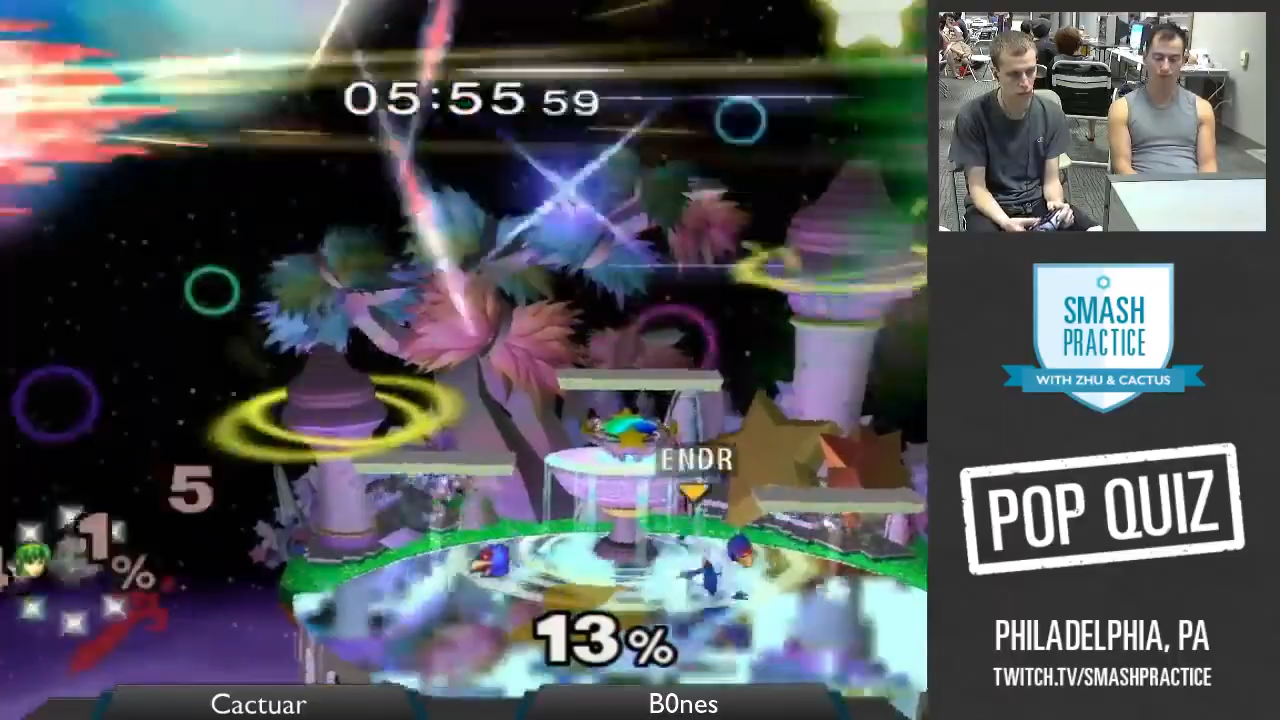 05:55 59
ENDR
5
1
%
13%
Cactuar
B0nes
SMASH
PRACTICE
WITH ZHU & CACTUS
POP QUIZ
PHILADELPHIA, PA
TWITCH.TV/SMASHPRACTICE